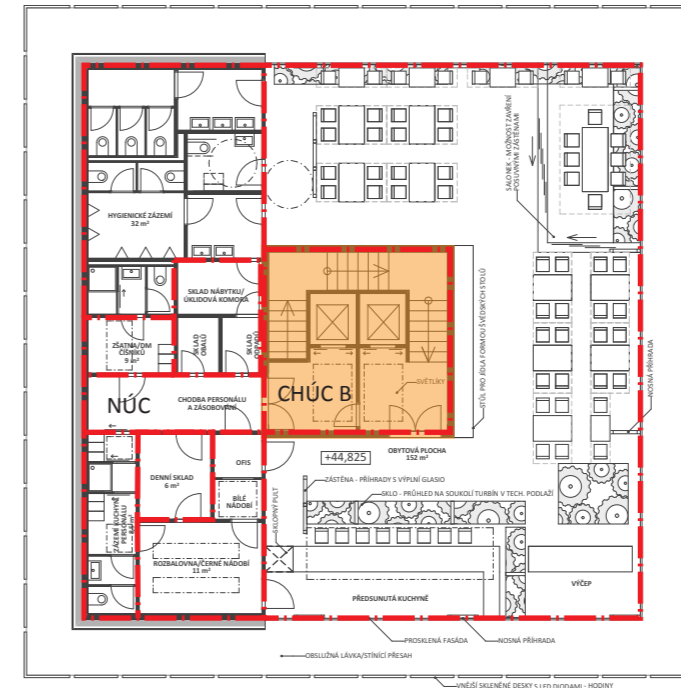 SALONEK - MOŽNOST ZAVŘENÍ
POSUVNÝMI ZÁSTĚNAMI
HYGIENICKÉ ZÁZEMÍ
32 m²
SKLAD NÁBYTKU/
ÚKLIDOVÁ KOMORA
ZŠATNA/DM
ČÍŠNÍKŮ
9 m²
SKLAD
OBALŮ
SKLAD
ODPADŮ
SVĚTLÍKY
STŮL PRO JÍDLA FORMOU ŠVÉDSKÝCH STOLŮ
NOSNÁ PŘÍHRADA
NÚC
CHODBA PERSONÁLU
A ZÁSOBOVÁNÍ
CHÚC B
OBYTOVÁ PLOCHA
152 m²
+44,825
OFIS
DENNÍ SKLAD
6 m²
BÍLÉ
NÁDOBÍ
SKLOPNÝ PULT
ZÁSTĚNA - PŘÍHRADY S VÝPLNÍ GLASIO
SKLO - PRŮHLED NA SOUKOLÍ TURBÍN V TECH. PODLAŽÍ
ZÁZEMÍ KUCHYNĚ
PERSONÁLU
ROZBALOVNA/ČERNÉ NÁDOBÍ
11 m²
PŘEDSUNUTÁ KUCHYNĚ
VÝČEP
PROSKLENÁ FASÁDA
NOSNÁ PŘÍHRADA
OBSLUŽNÁ LÁVKA/STÍNÍCÍ PŘESAH
VNĚJŠÍ SKLENĚNÉ DESKY S LED DIODAMI - HODINY